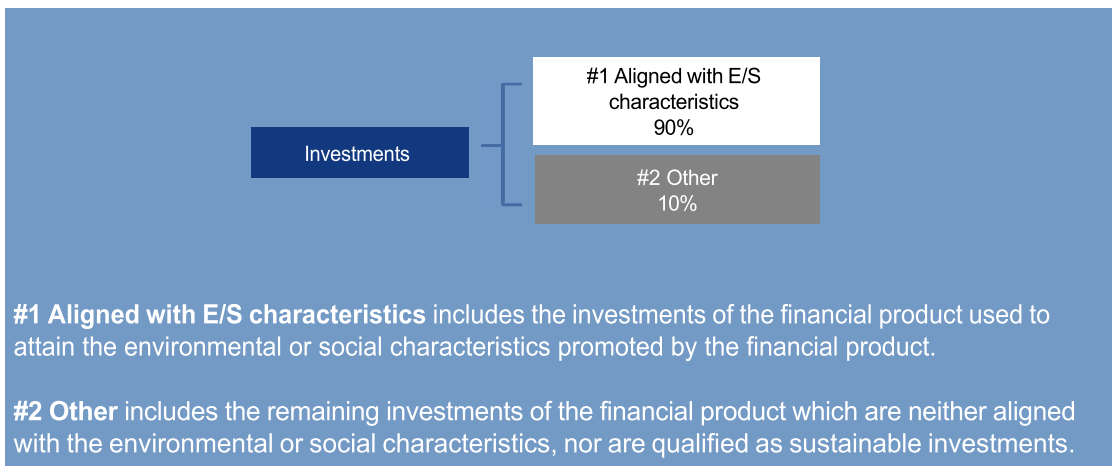 #1 Aligned with E/S
characteristics
90%
Investments
#2 Other
10%
#1 Aligned with E/S characteristics includes the investments of the financial product used to
attain the environmental or social characteristics promoted by the financial product.
#2 Other includes the remaining investments of the financial product which are neither aligned
with the environmental or social characteristics, nor are qualified as sustainable investments.